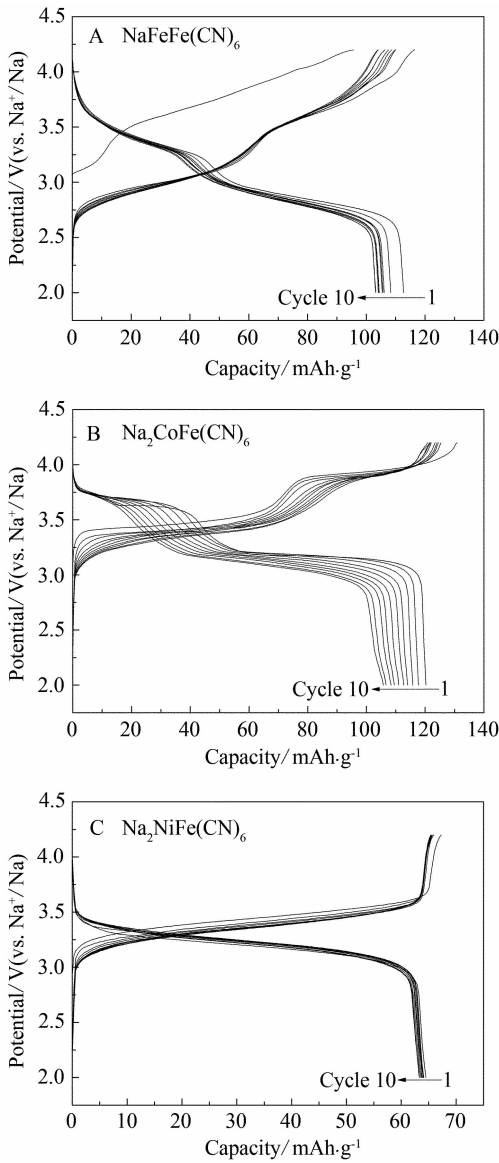 A NaFeFe(CN)₆
4.5
4.0
3.5
3.0
2.5
2.0
Potential/ V(vs. Na⁺/Na)
Cycle 10 1
0 20 40 60 80 100 120 140
Capacity/ mAh·g⁻¹
B Na₂CoFe(CN)₆
4.5
4.0
3.5
3.0
2.5
2.0
Potential/ V(vs. Na⁺/Na)
Cycle 10 1
0 20 40 60 80 100 120 140
Capacity/ mAh·g⁻¹
C Na₂NiFe(CN)₆
4.5
4.0
3.5
3.0
2.5
2.0
Potential/ V(vs. Na⁺/Na)
Cycle 10 1
0 10 20 30 40 50 60 70
Capacity/ mAh·g⁻¹